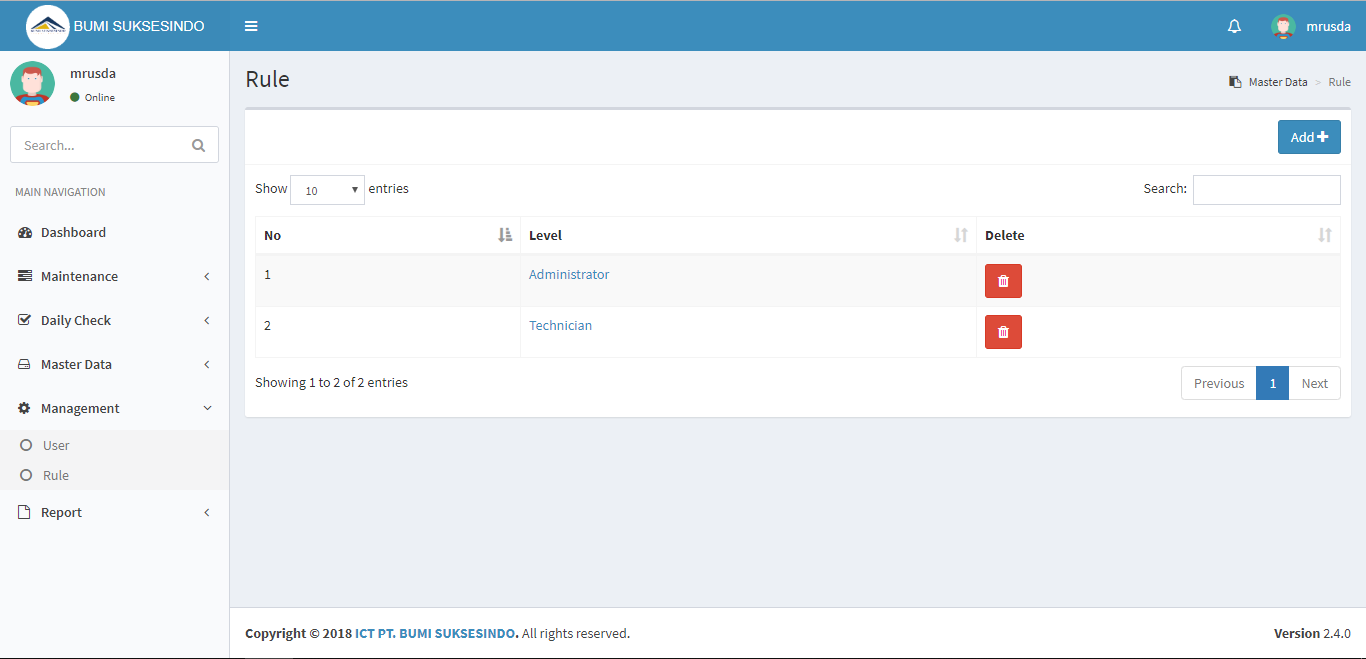 BUMI SUKSESINDO
mrusda
mrusda
Online
Search...
MAIN NAVIGATION
Dashboard
Maintenance
Daily Check
Master Data
Management
User
Rule
Report
Rule
Master Data > Rule
Add
Show 10 entries
Search:
No Level Delete
1 Administrator
2 Technician
Showing 1 to 2 of 2 entries
Previous 1 Next
Copyright © 2018 ICT PT. BUMI SUKSESINDO. All rights reserved.
Version 2.4.0